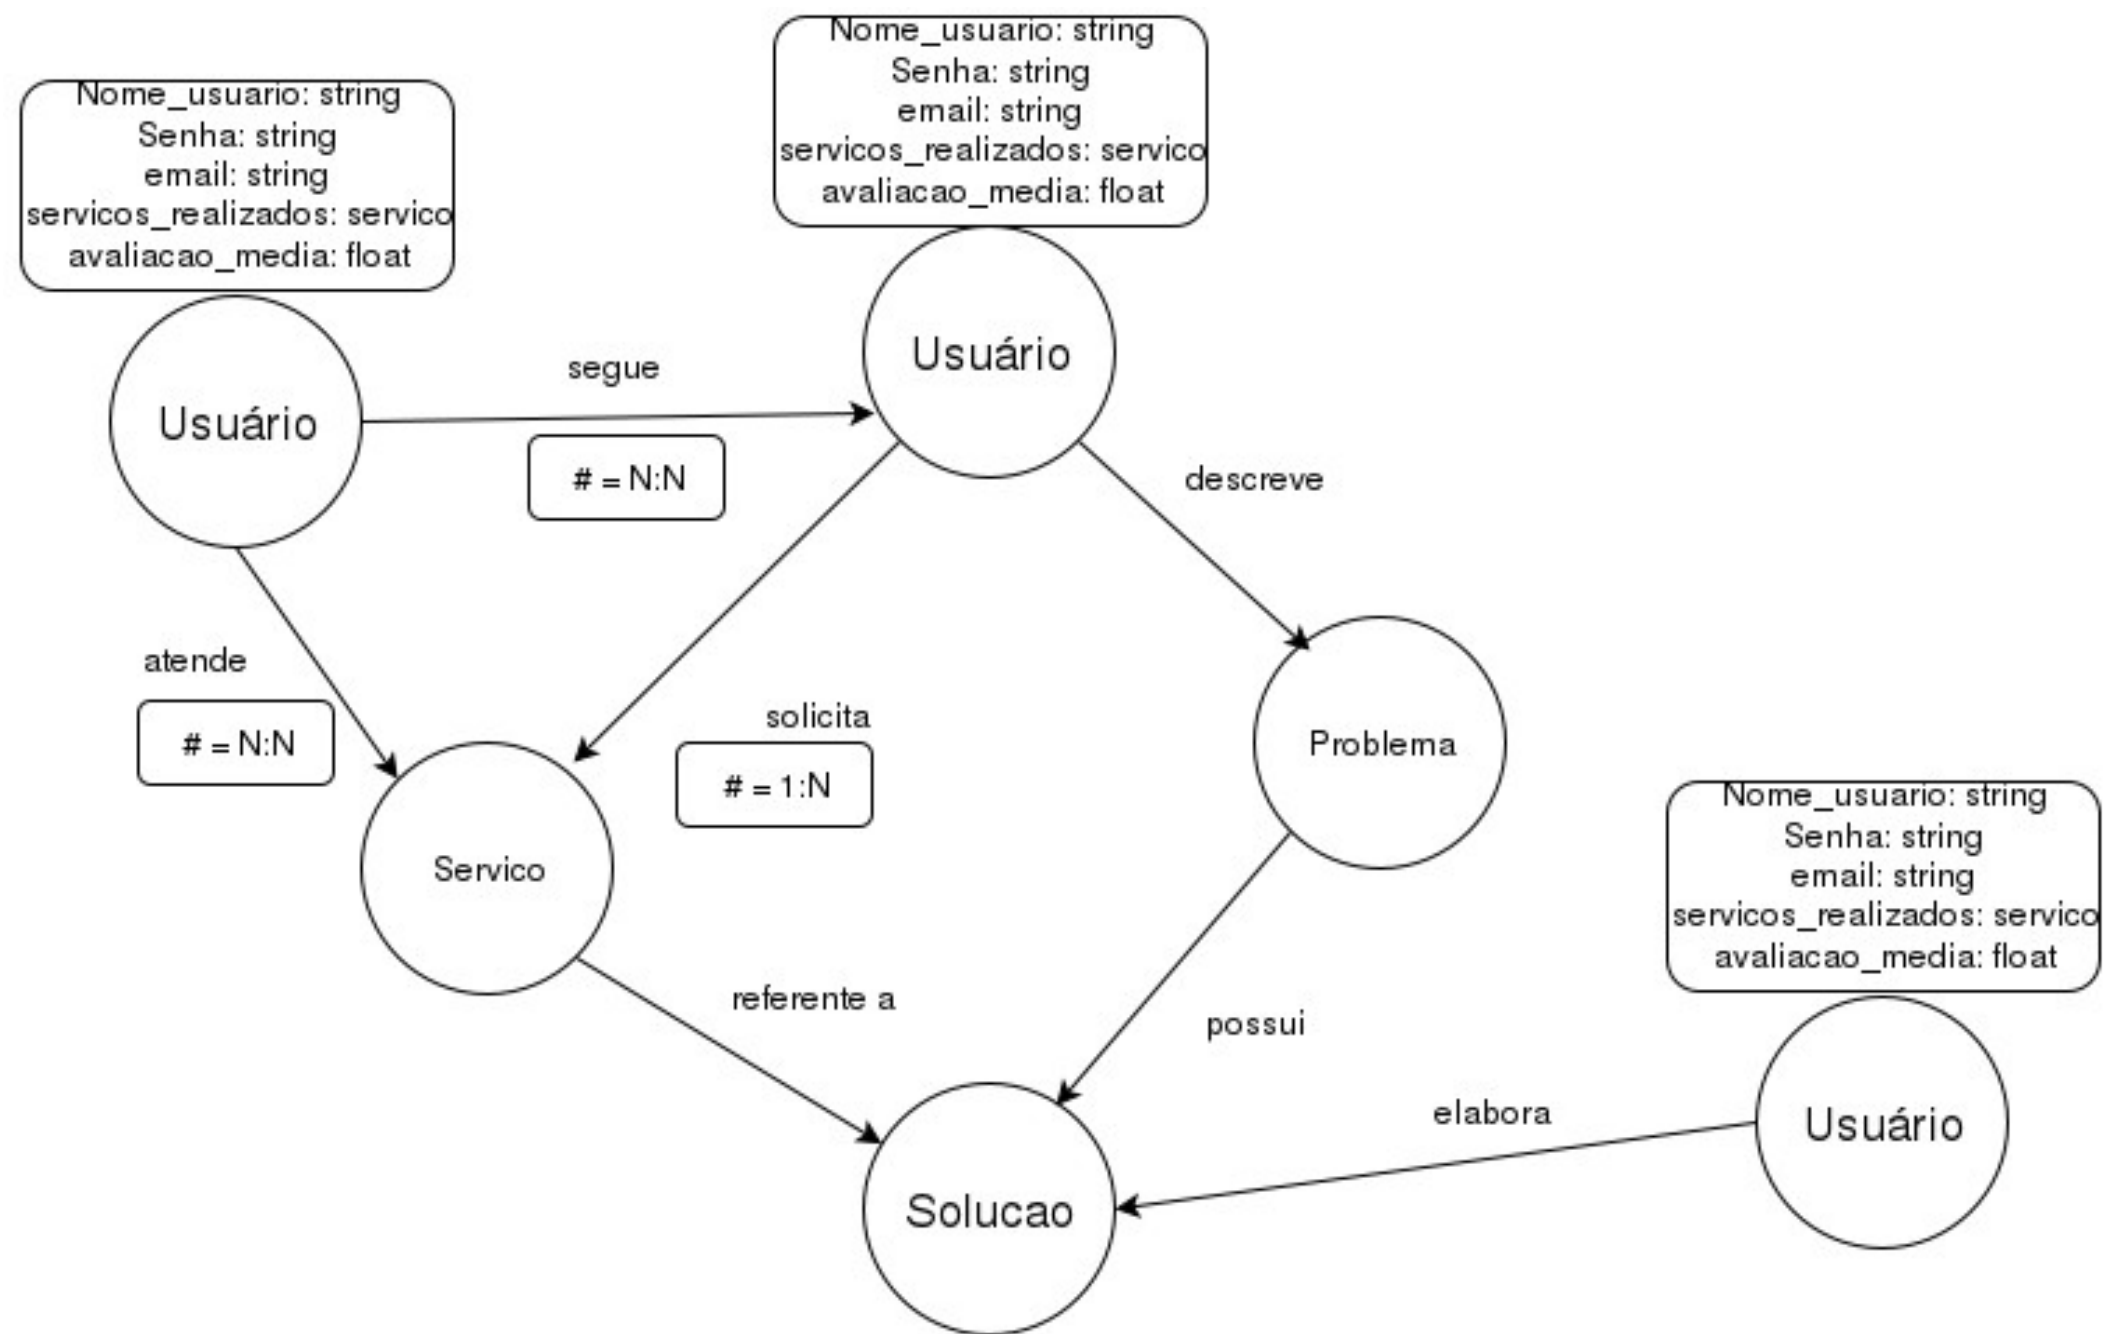 Nome_usuario: string
Senha: string
email: string
servicos_realizados: servico
avaliacao_media: float
Nome_usuario: string
Senha: string
email: string
servicos_realizados: servico
avaliacao_media: float
Usuário
segue
Usuário
# = N:N
descreve
atende
# = N:N
solicita
# = 1:N
Problema
Nome_usuario: string
Senha: string
email: string
servicos_realizados: servico
avaliacao_media: float
Servico
referente a
possui
elabora
Usuário
Solucao